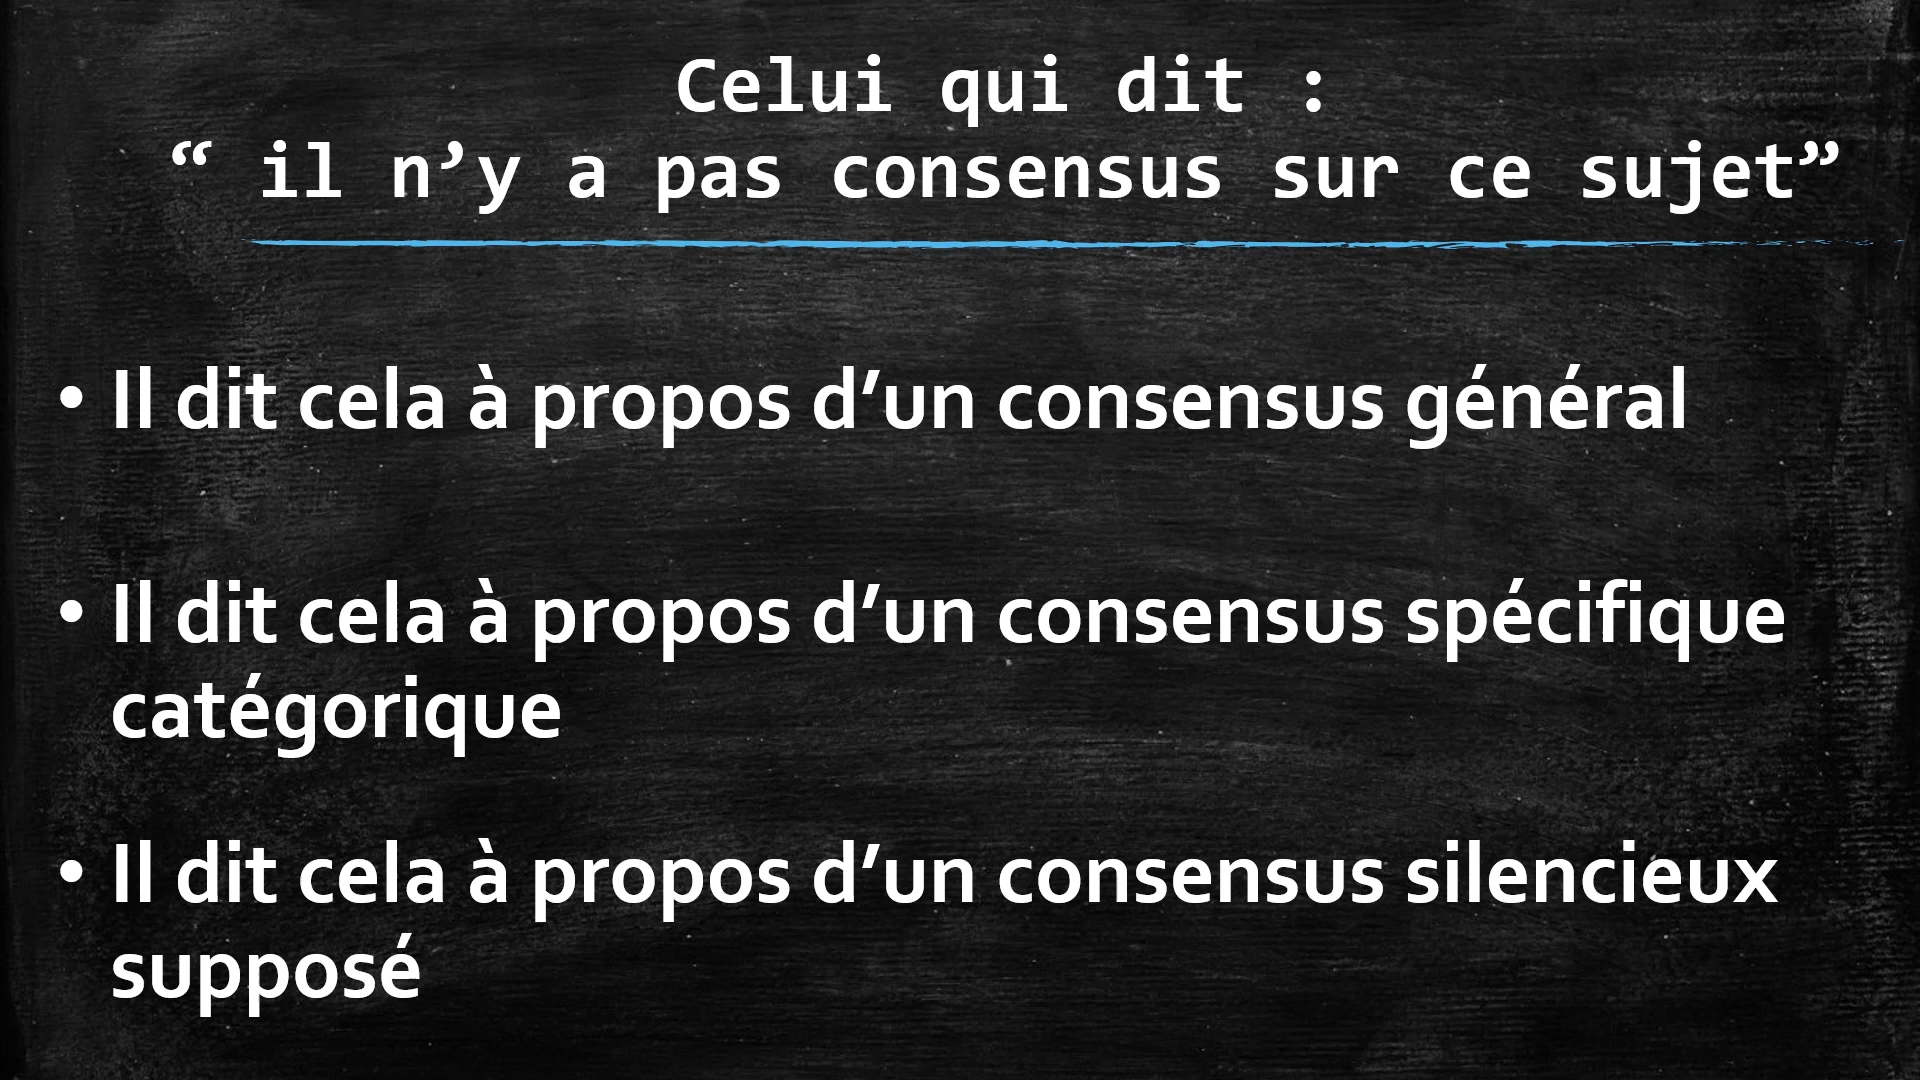 Celui qui dit :
“ il n’y a pas consensus sur ce sujet”
• Il dit cela à propos d’un consensus général
• Il dit cela à propos d’un consensus spécifique
catégorique
• Il dit cela à propos d’un consensus silencieux
supposé